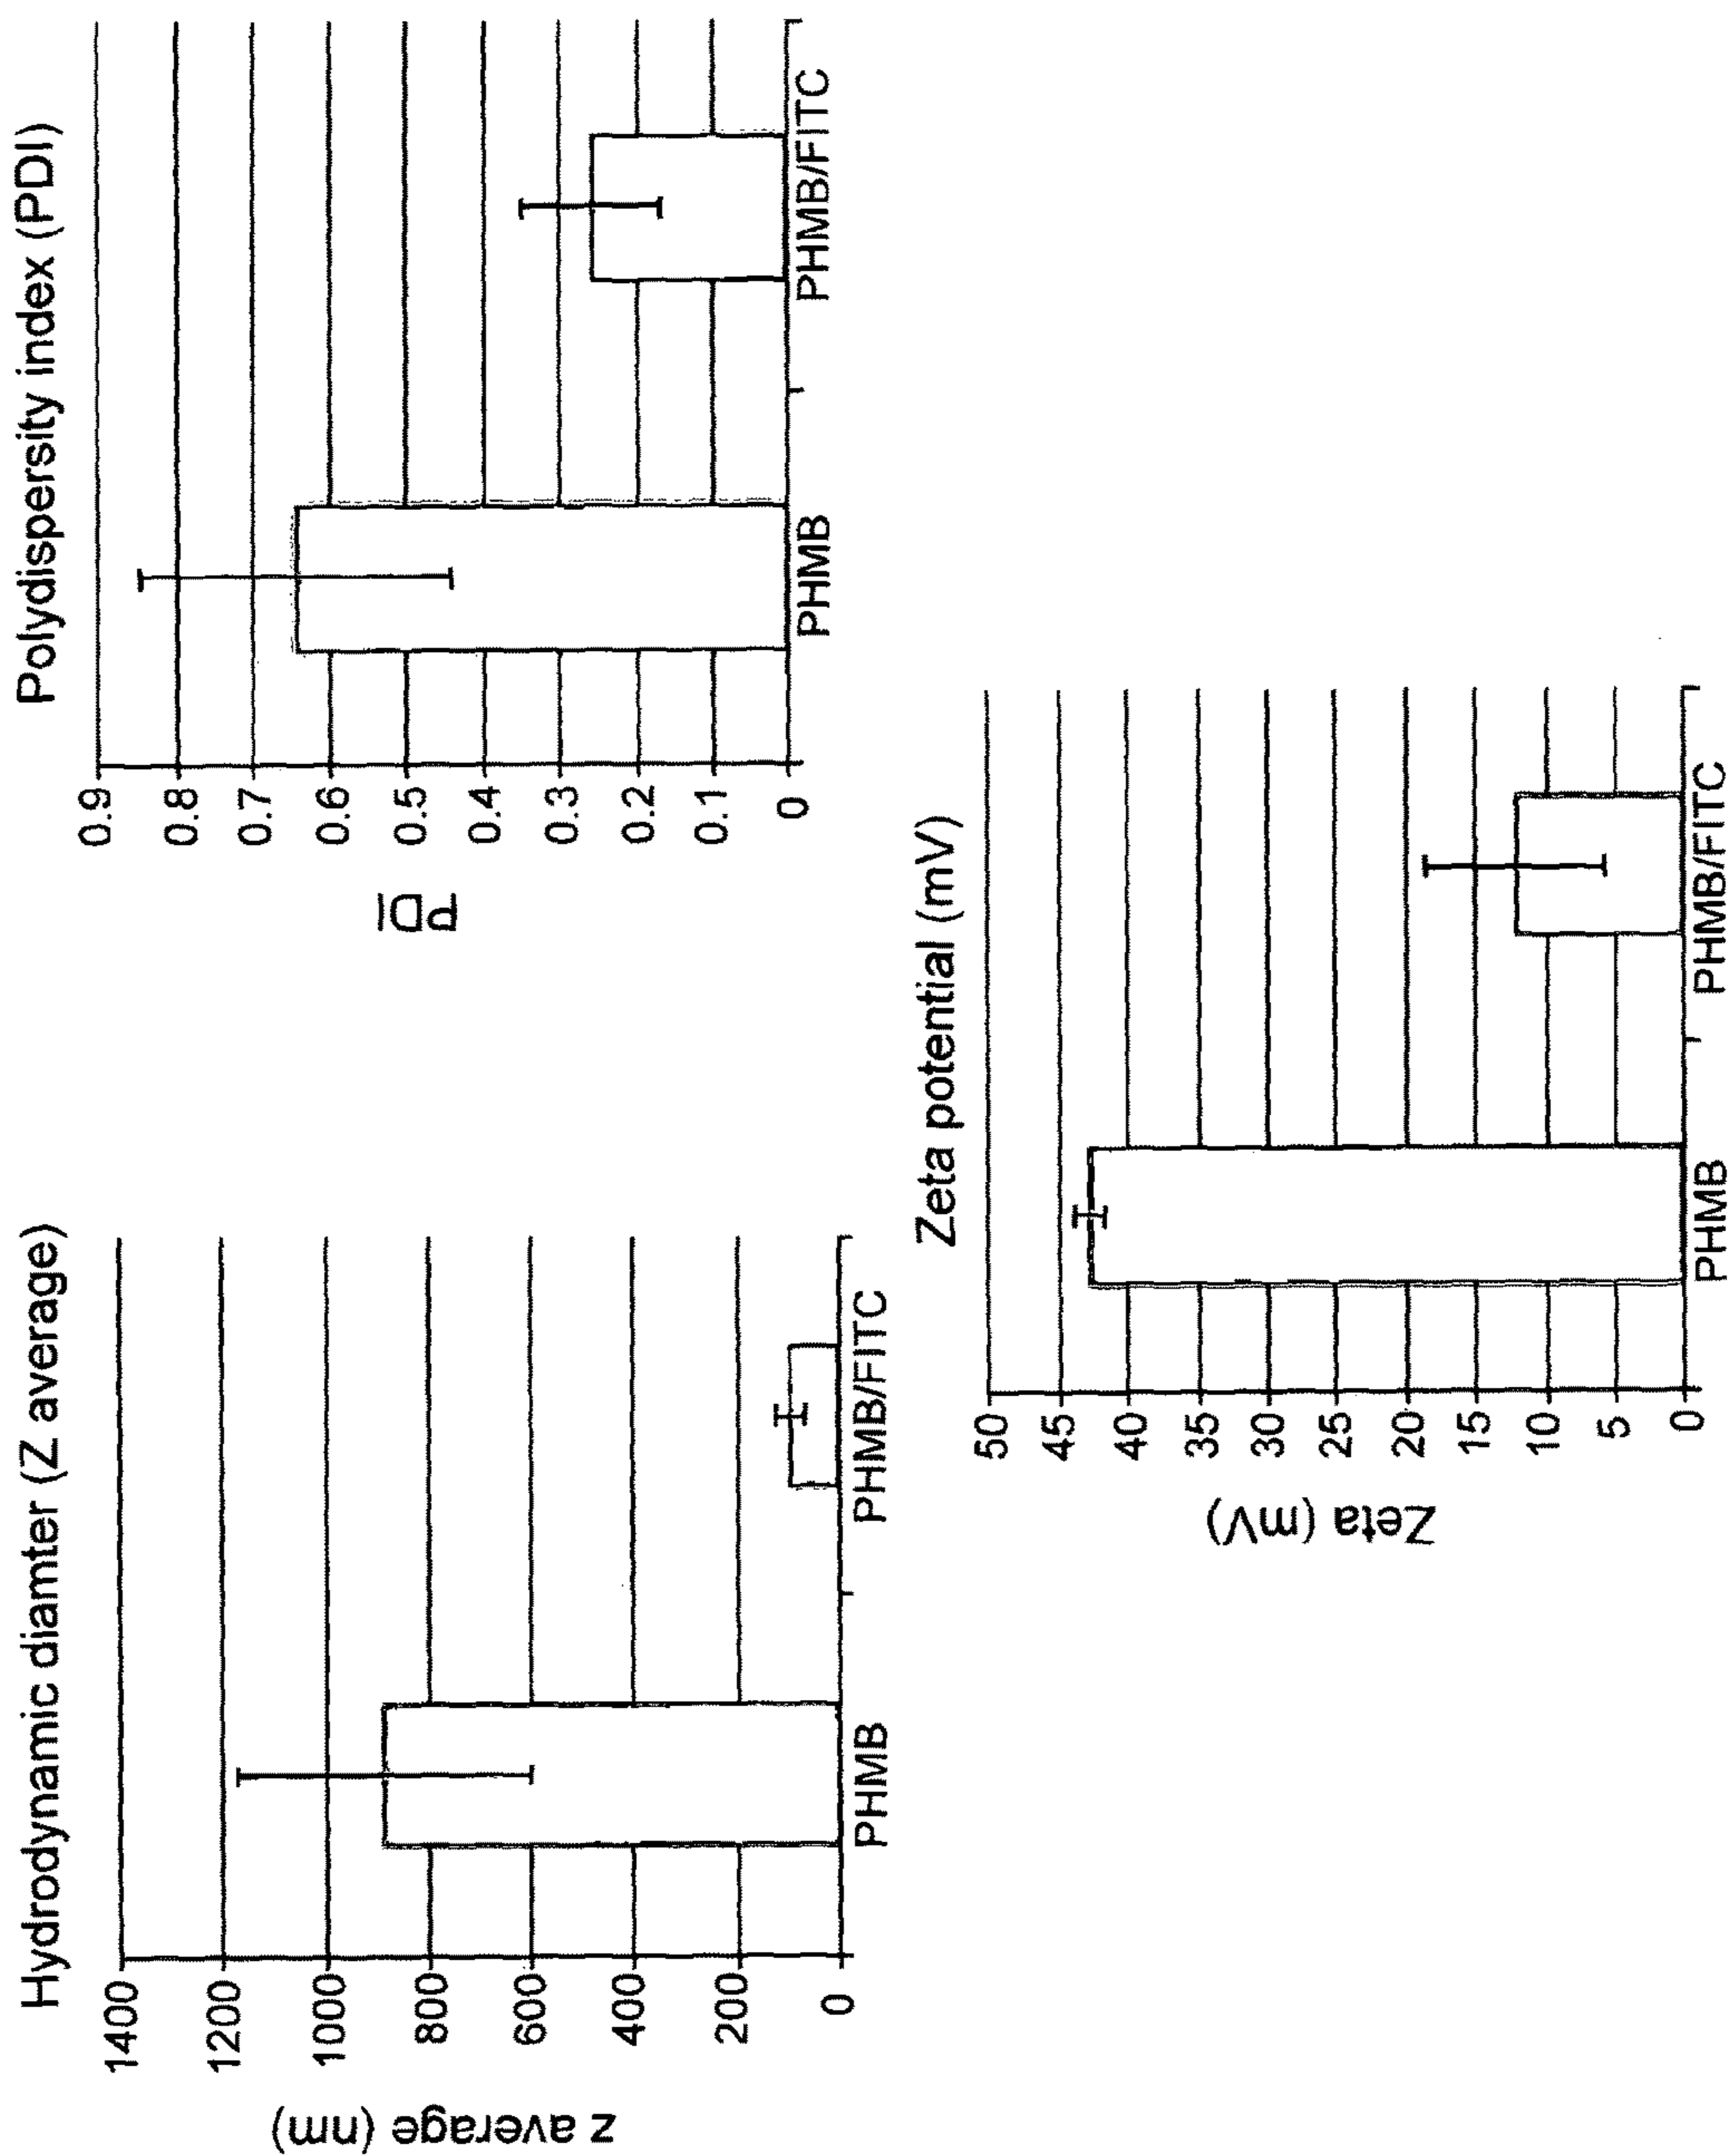 Hydrodynamic diamter (Z average)
z average (nm)
1400
1200
1000
800
600
400
200
0
PHMB
PHMB/FITC
Polydispersity index (PDI)
PDI
0.9
0.8
0.7
0.6
0.5
0.4
0.3
0.2
0.1
0
PHMB
PHMB/FITC
Zeta potential (mV)
Zeta (mV)
50
45
40
35
30
25
20
15
10
5
0
PHMB
PHMB/FITC